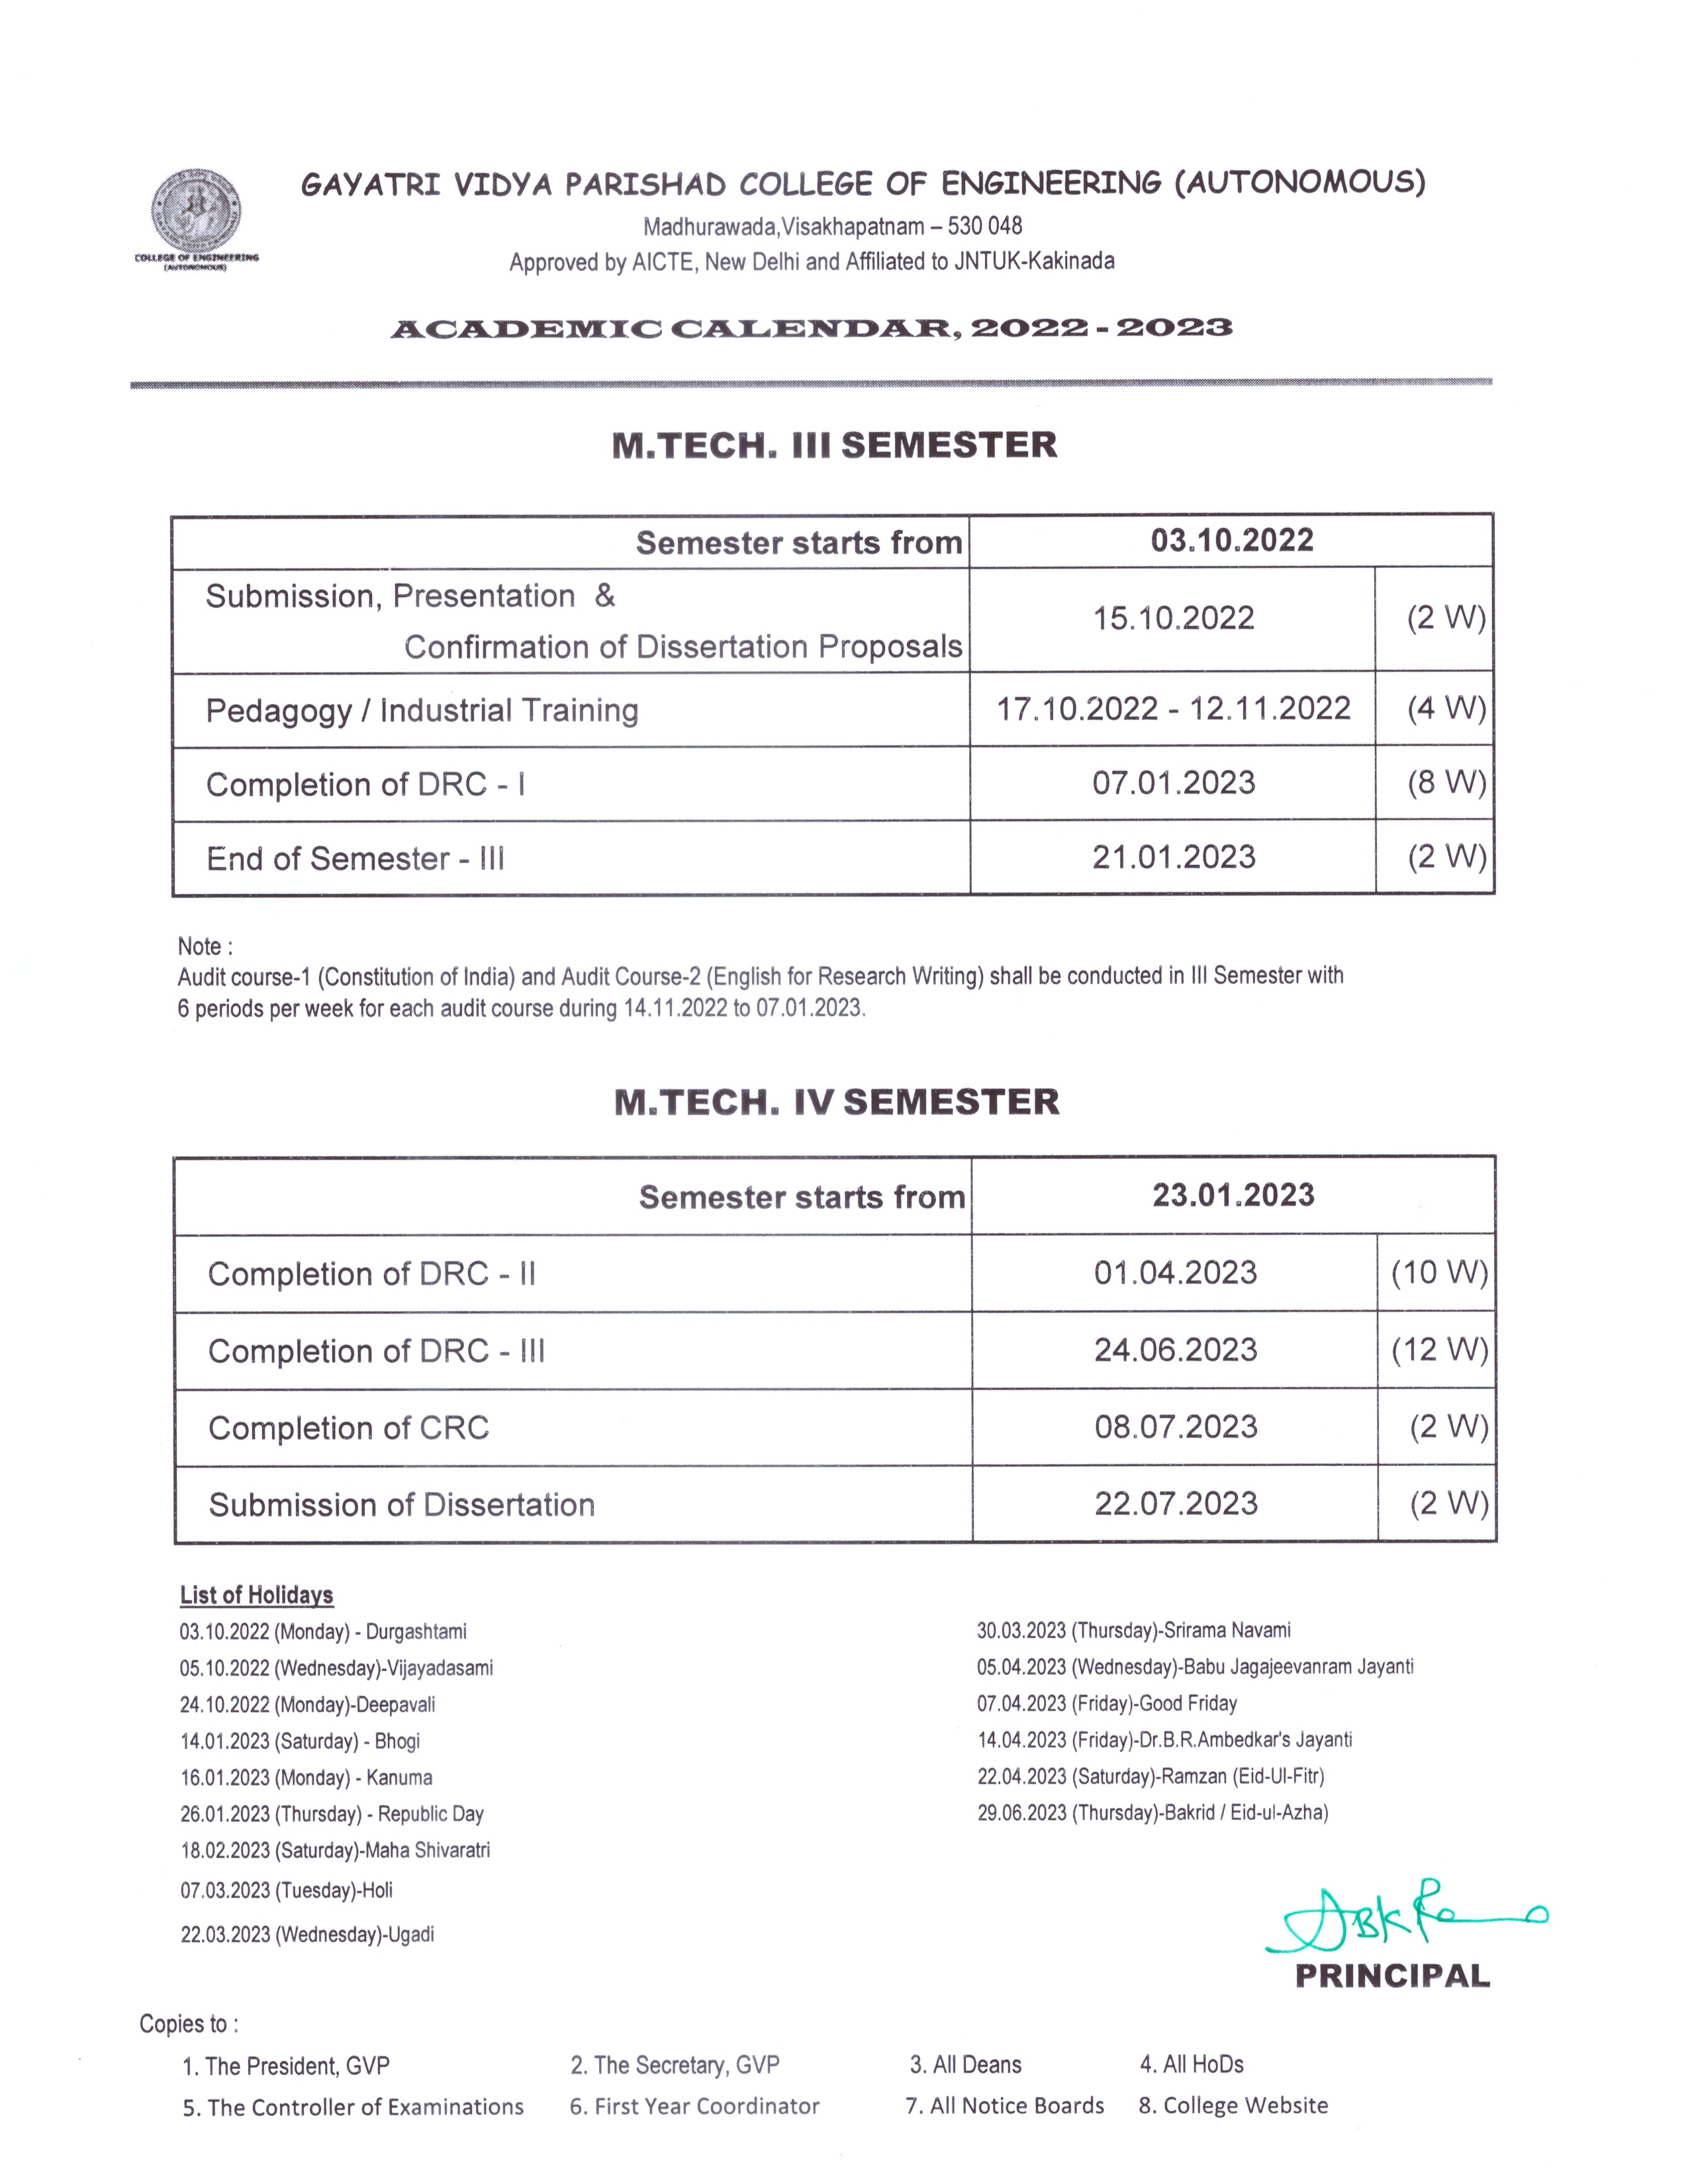 GAYATRI VIDYA PARISHAD COLLEGE OF ENGINEERING (AUTONOMOUS)
Madhurawada,Visakhapatnam – 530 048
Approved by AICTE, New Delhi and Affiliated to JNTUK-Kakinada
COLLEGE OF ENGINEERING
(AUTONOMOUS)
ACADEMIC CALENDAR, 2022 - 2023
M.TECH. III SEMESTER
Semester starts from 03.10.2022
Submission, Presentation &
Confirmation of Dissertation Proposals 15.10.2022 (2 W)
Pedagogy / Industrial Training 17.10.2022 - 12.11.2022 (4 W)
Completion of DRC - I 07.01.2023 (8 W)
End of Semester - III 21.01.2023 (2 W)
Note :
Audit course-1 (Constitution of India) and Audit Course-2 (English for Research Writing) shall be conducted in III Semester with
6 periods per week for each audit course during 14.11.2022 to 07.01.2023.
M.TECH. IV SEMESTER
Semester starts from 23.01.2023
Completion of DRC - II 01.04.2023 (10 W)
Completion of DRC - III 24.06.2023 (12 W)
Completion of CRC 08.07.2023 (2 W)
Submission of Dissertation 22.07.2023 (2 W)
List of Holidays
03.10.2022 (Monday) - Durgashtami
05.10.2022 (Wednesday)-Vijayadasami
24.10.2022 (Monday)-Deepavali
14.01.2023 (Saturday) - Bhogi
16.01.2023 (Monday) - Kanuma
26.01.2023 (Thursday) - Republic Day
18.02.2023 (Saturday)-Maha Shivaratri
07.03.2023 (Tuesday)-Holi
22.03.2023 (Wednesday)-Ugadi
30.03.2023 (Thursday)-Srirama Navami
05.04.2023 (Wednesday)-Babu Jagajeevanram Jayanti
07.04.2023 (Friday)-Good Friday
14.04.2023 (Friday)-Dr.B.R.Ambedkar's Jayanti
22.04.2023 (Saturday)-Ramzan (Eid-Ul-Fitr)
29.06.2023 (Thursday)-Bakrid / Eid-ul-Azha)
PRINCIPAL
Copies to :
1. The President, GVP 2. The Secretary, GVP 3. All Deans 4. All HoDs
5. The Controller of Examinations 6. First Year Coordinator 7. All Notice Boards 8. College Website